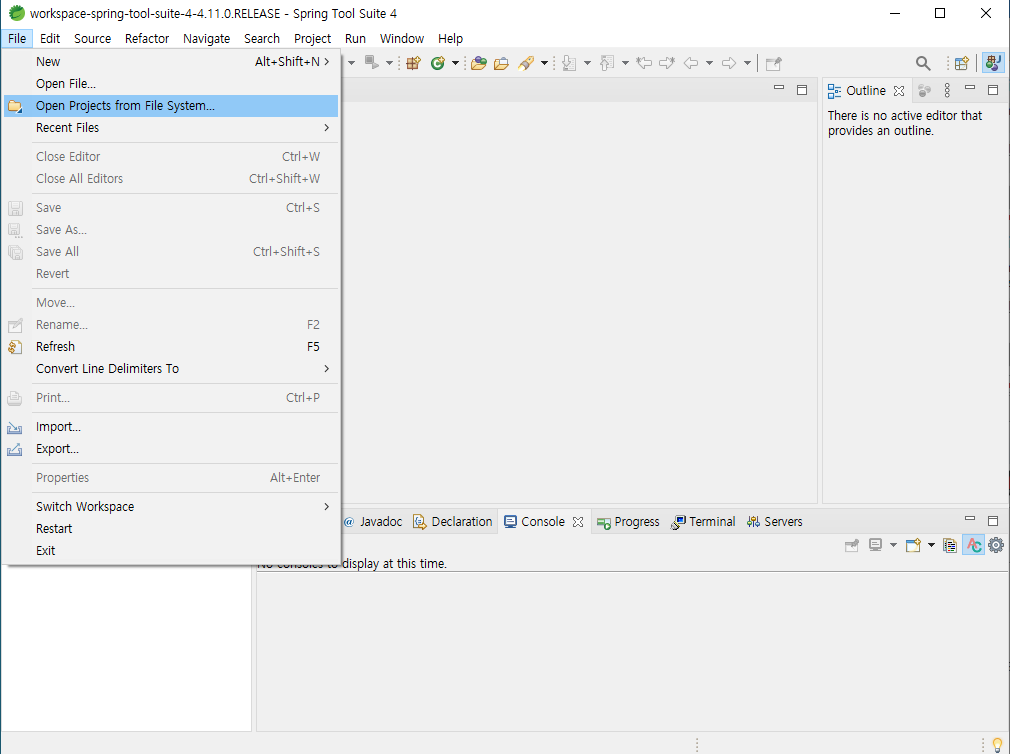 workspace-spring-tool-suite-4-4.11.0.RELEASE - Spring Tool Suite 4
File Edit Source Refactor Navigate Search Project Run Window Help
New Alt+Shift+N >
Open File...
Open Projects from File System...
Recent Files >
Close Editor Ctrl+W
Close All Editors Ctrl+Shift+W
Save Ctrl+S
Save As...
Save All Ctrl+Shift+S
Revert
Move...
Rename... F2
Refresh F5
Convert Line Delimiters To >
Print... Ctrl+P
Import...
Export...
Properties Alt+Enter
Switch Workspace >
Restart
Exit
Outline
There is no active editor that
provides an outline.
@ Javadoc Declaration Console Progress Terminal Servers
No consoles to display at this time.